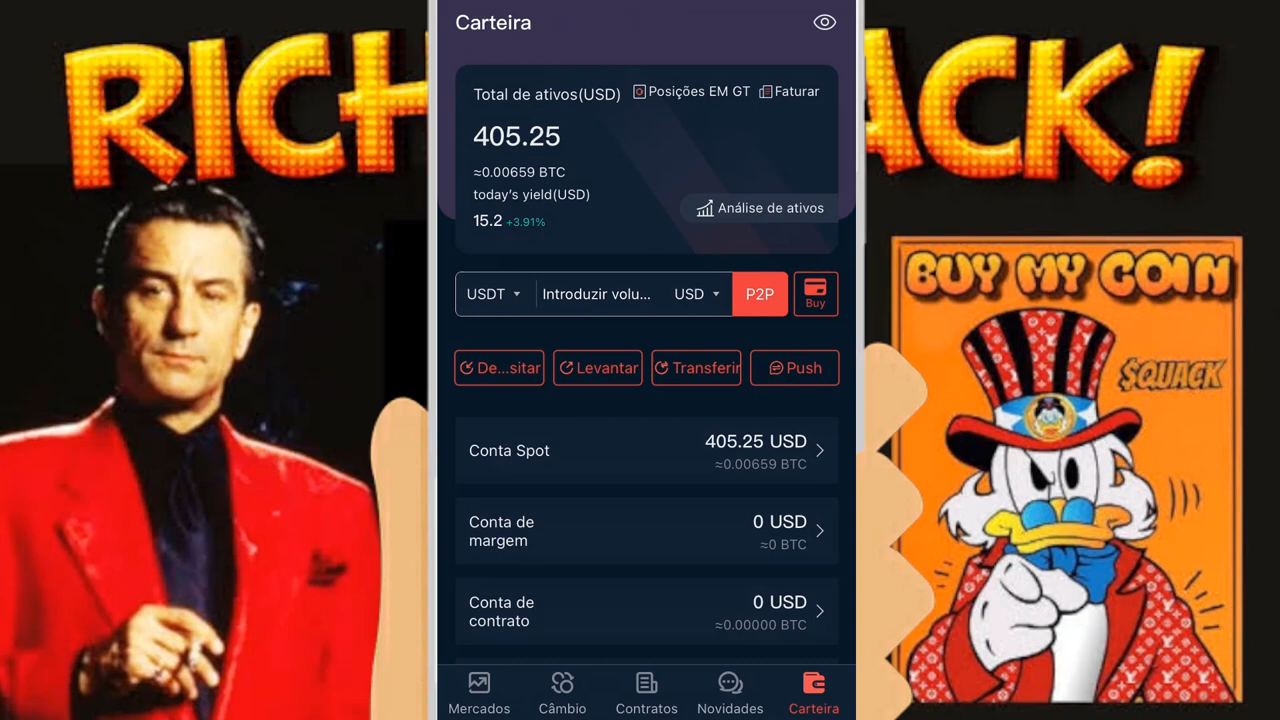 RICH
ACK!
Carteira
Total de ativos(USD)
Posições EM GT
Faturar
405.25
≈0.00659 BTC
today's yield(USD)
15.2 +3.91%
Análise de ativos
USDT
Introduzir volu...
USD
P2P
Buy
De...sitar
Levantar
Transferir
Push
Conta Spot
405.25 USD
≈0.00659 BTC
Conta de
margem
0 USD
≈0 BTC
Conta de
contrato
0 USD
≈0.00000 BTC
Mercados
Câmbio
Contratos
Novidades
Carteira
BUY MY COIN
$QUACK